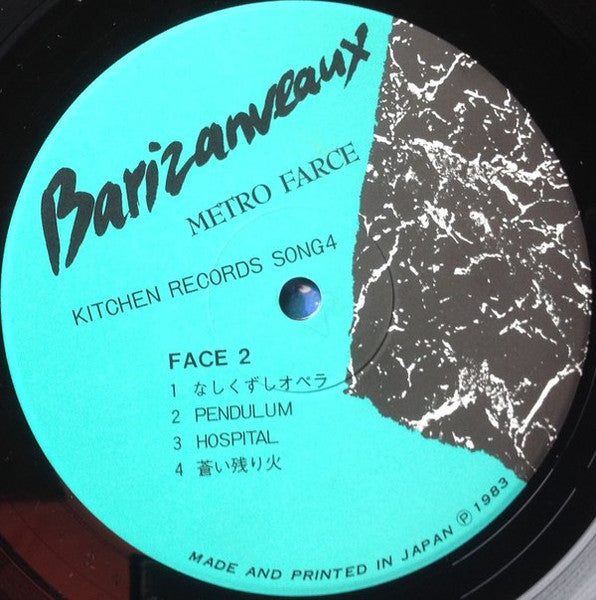 Barizanveaux
METRO FARCE
KITCHEN RECORDS SONG4
FACE 2
1 なしくずしオペラ
2 PENDULUM
3 HOSPITAL
4 蒼い残り火
MADE AND PRINTED IN JAPAN Ⓟ 1983